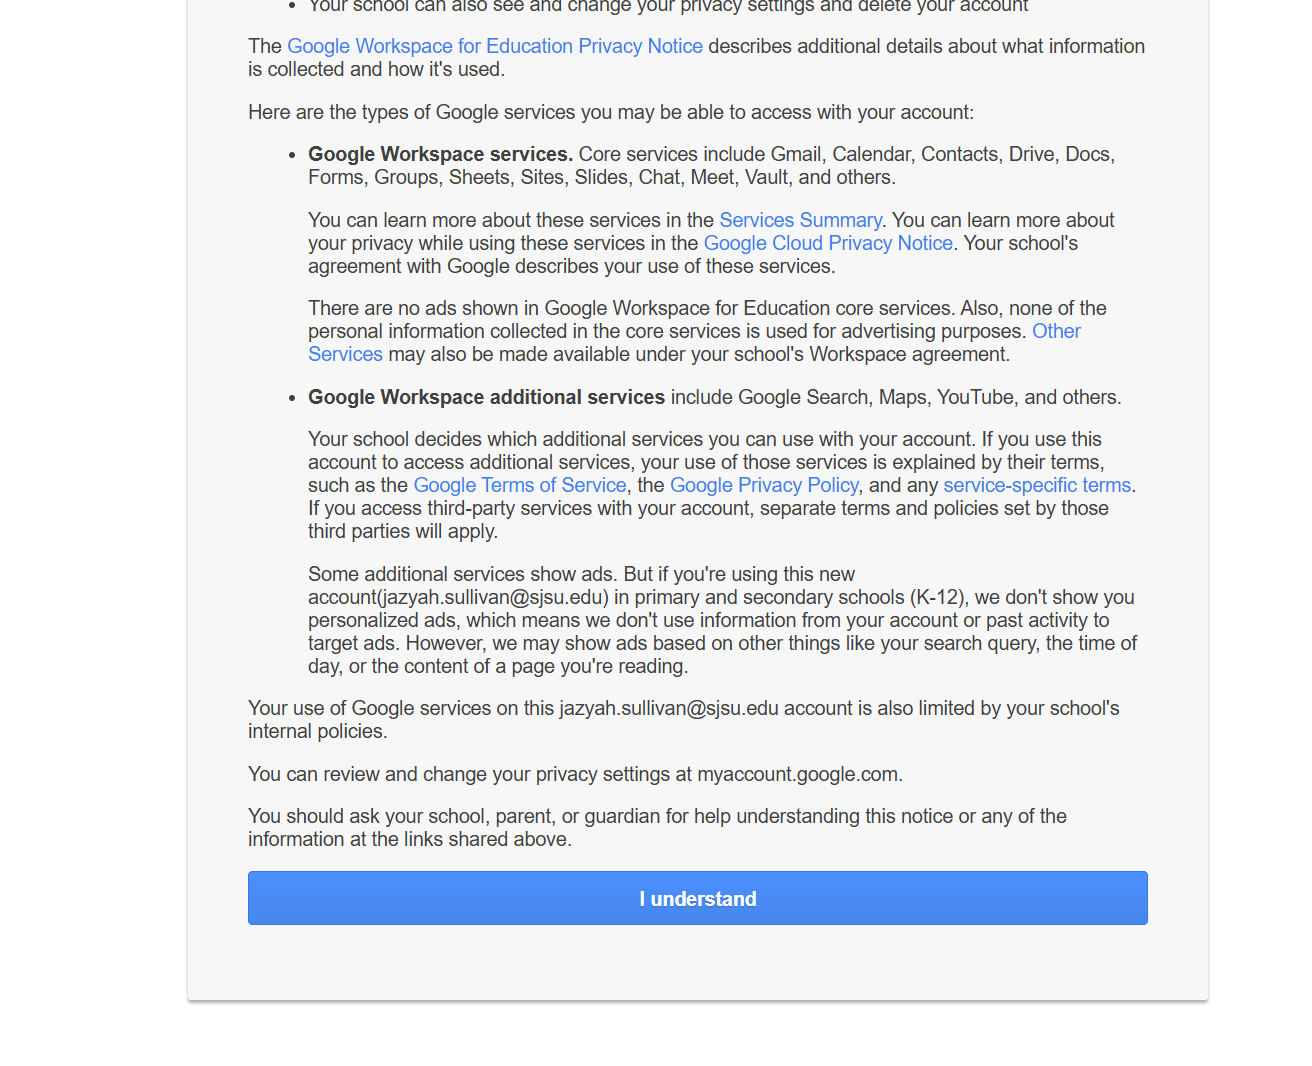 Your school can also see and change your privacy settings and delete your account
The Google Workspace for Education Privacy Notice describes additional details about what information
is collected and how it's used.
Here are the types of Google services you may be able to access with your account:
Google Workspace services. Core services include Gmail, Calendar, Contacts, Drive, Docs,
Forms, Groups, Sheets, Sites, Slides, Chat, Meet, Vault, and others.
You can learn more about these services in the Services Summary. You can learn more about
your privacy while using these services in the Google Cloud Privacy Notice. Your school's
agreement with Google describes your use of these services.
There are no ads shown in Google Workspace for Education core services. Also, none of the
personal information collected in the core services is used for advertising purposes. Other
Services may also be made available under your school's Workspace agreement.
Google Workspace additional services include Google Search, Maps, YouTube, and others.
Your school decides which additional services you can use with your account. If you use this
account to access additional services, your use of those services is explained by their terms,
such as the Google Terms of Service, the Google Privacy Policy, and any service-specific terms.
If you access third-party services with your account, separate terms and policies set by those
third parties will apply.
Some additional services show ads. But if you're using this new
account(jazyah.sullivan@sjsu.edu) in primary and secondary schools (K-12), we don't show you
personalized ads, which means we don't use information from your account or past activity to
target ads. However, we may show ads based on other things like your search query, the time of
day, or the content of a page you're reading.
Your use of Google services on this jazyah.sullivan@sjsu.edu account is also limited by your school's
internal policies.
You can review and change your privacy settings at myaccount.google.com.
You should ask your school, parent, or guardian for help understanding this notice or any of the
information at the links shared above.
I understand